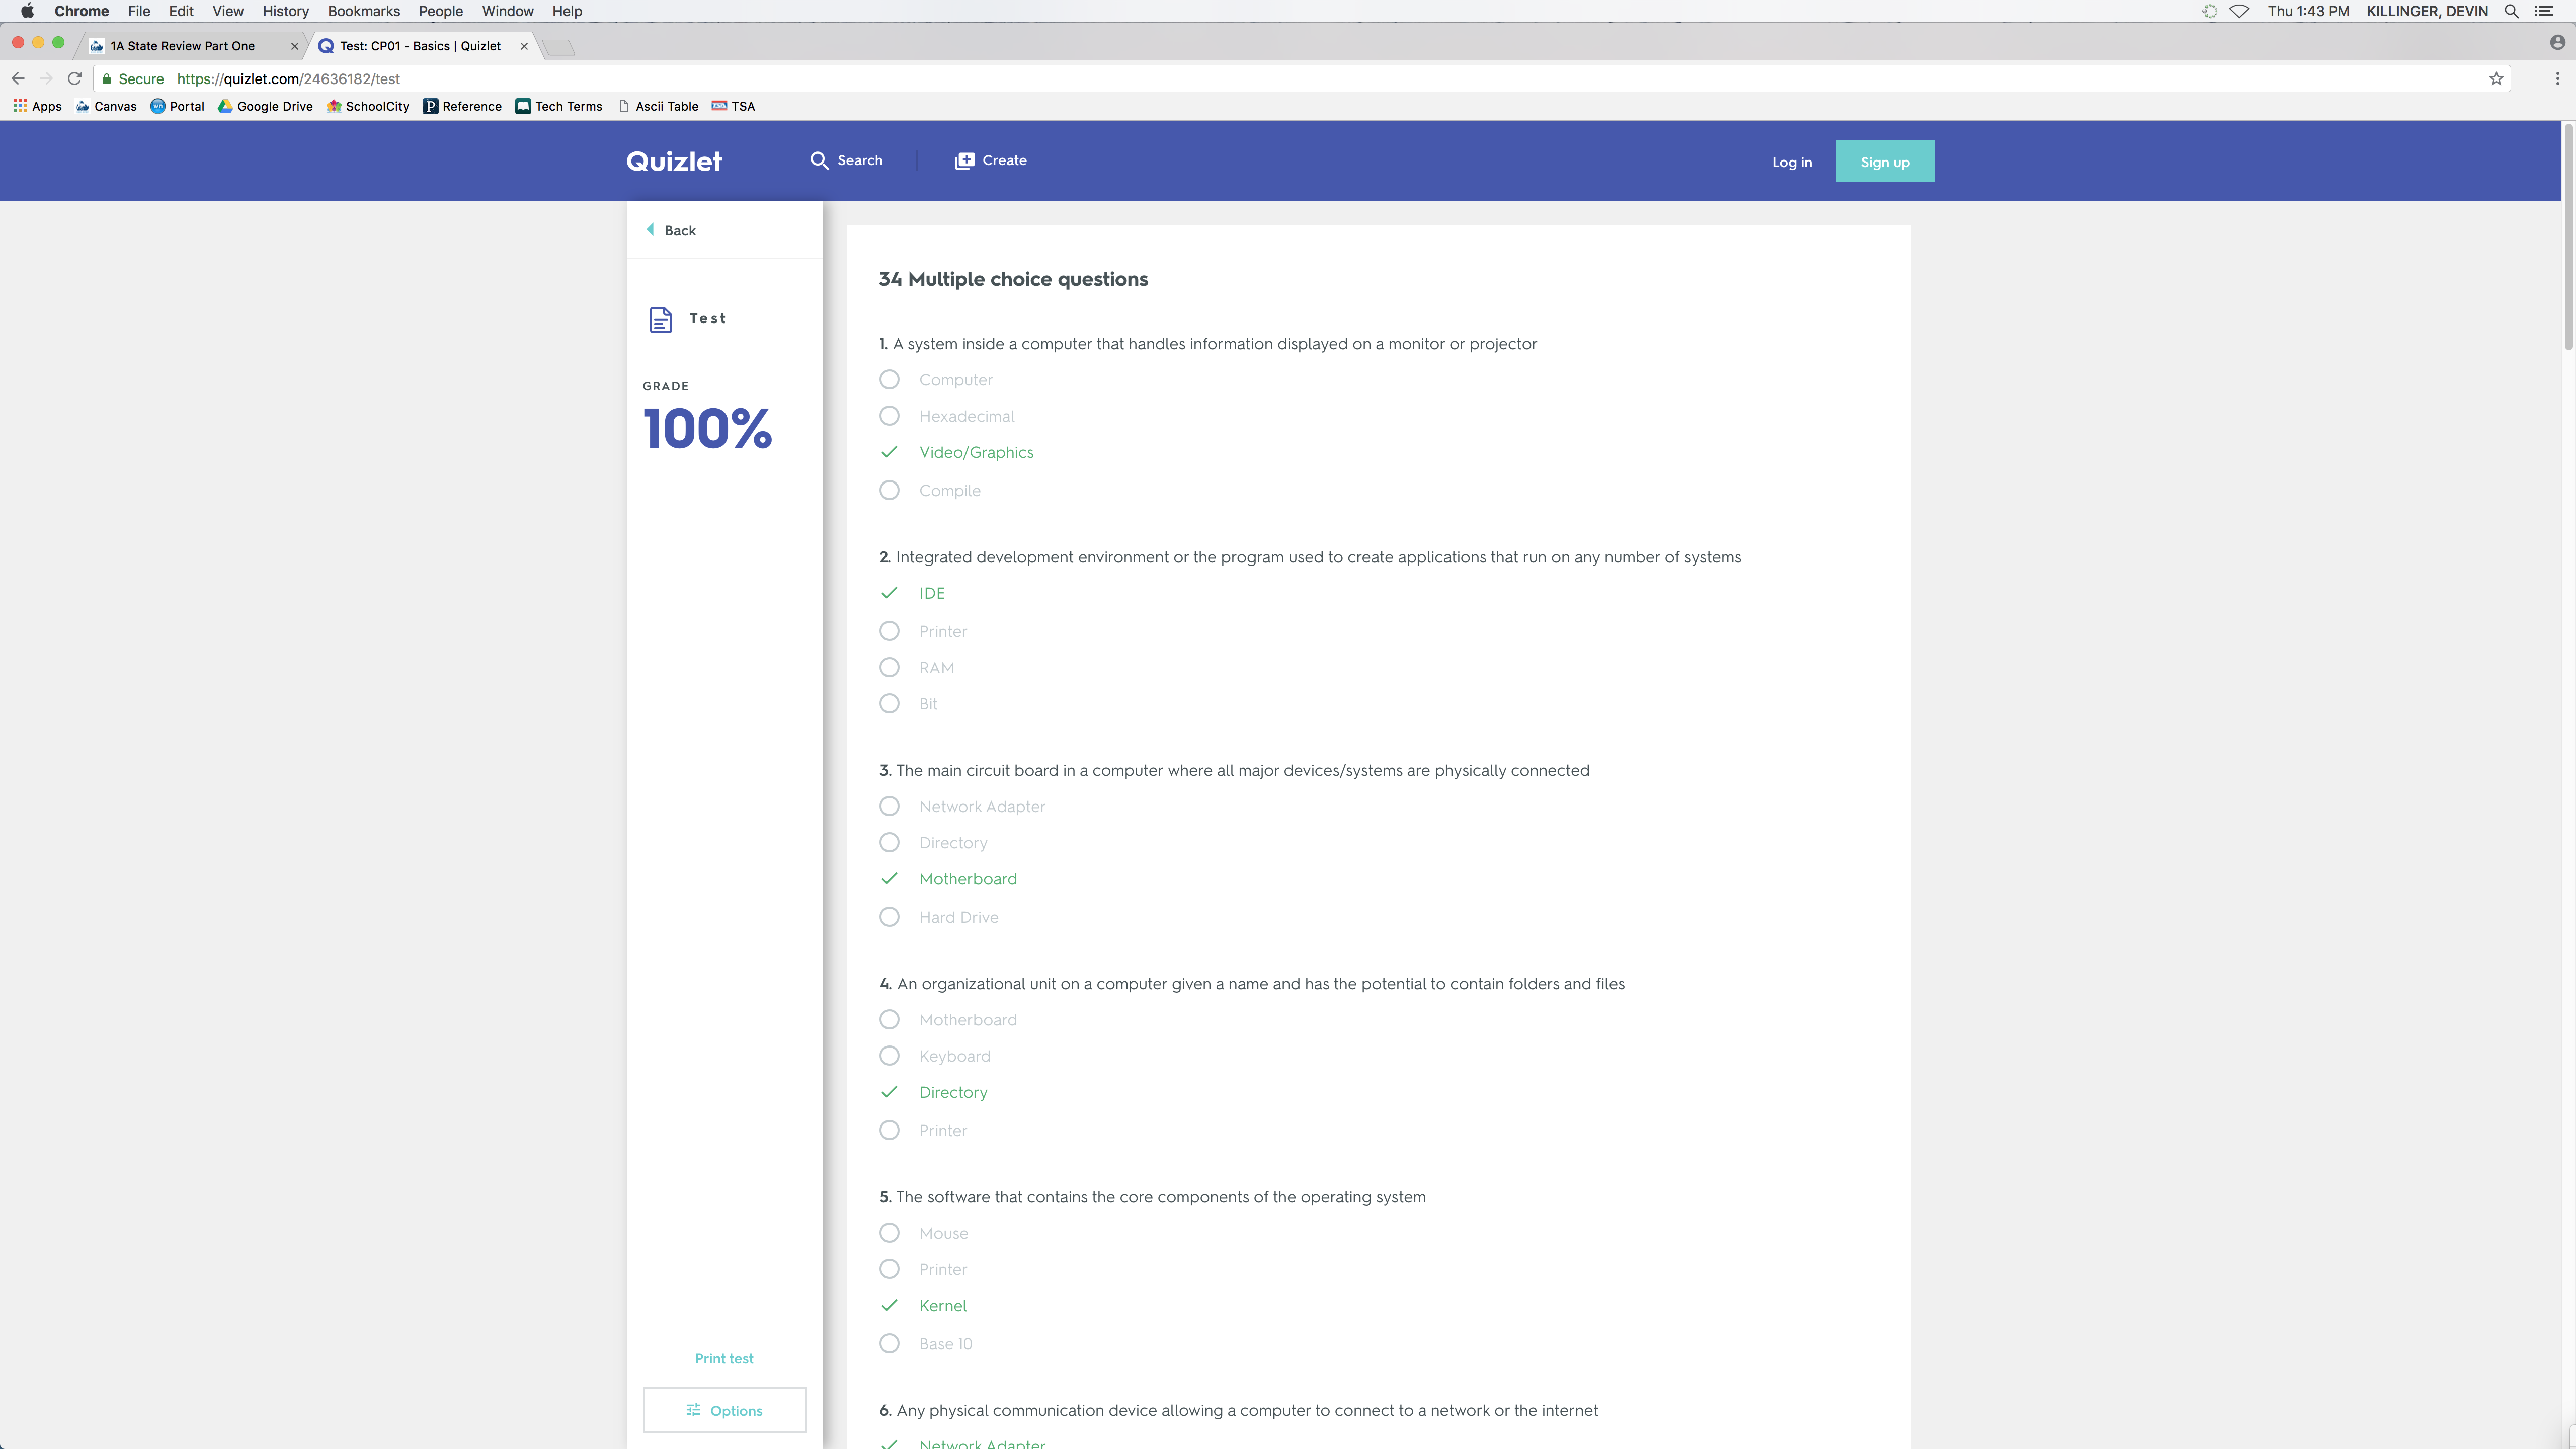 Chrome File Edit View History Bookmarks People Window Help Thu 1:43 PM KILLINGER, DEVIN
1A State Review Part One Test: CP01 - Basics | Quizlet
Secure https://quizlet.com/24636182/test
Apps Canvas Portal Google Drive SchoolCity Reference Tech Terms Ascii Table TSA
Quizlet Search Create Log in Sign up
Back
Test
GRADE
100%
Print test
Options
34 Multiple choice questions
1. A system inside a computer that handles information displayed on a monitor or projector
Computer
Hexadecimal
Video/Graphics
Compile
2. Integrated development environment or the program used to create applications that run on any number of systems
IDE
Printer
RAM
Bit
3. The main circuit board in a computer where all major devices/systems are physically connected
Network Adapter
Directory
Motherboard
Hard Drive
4. An organizational unit on a computer given a name and has the potential to contain folders and files
Motherboard
Keyboard
Directory
Printer
5. The software that contains the core components of the operating system
Mouse
Printer
Kernel
Base 10
6. Any physical communication device allowing a computer to connect to a network or the internet
Network Adapter